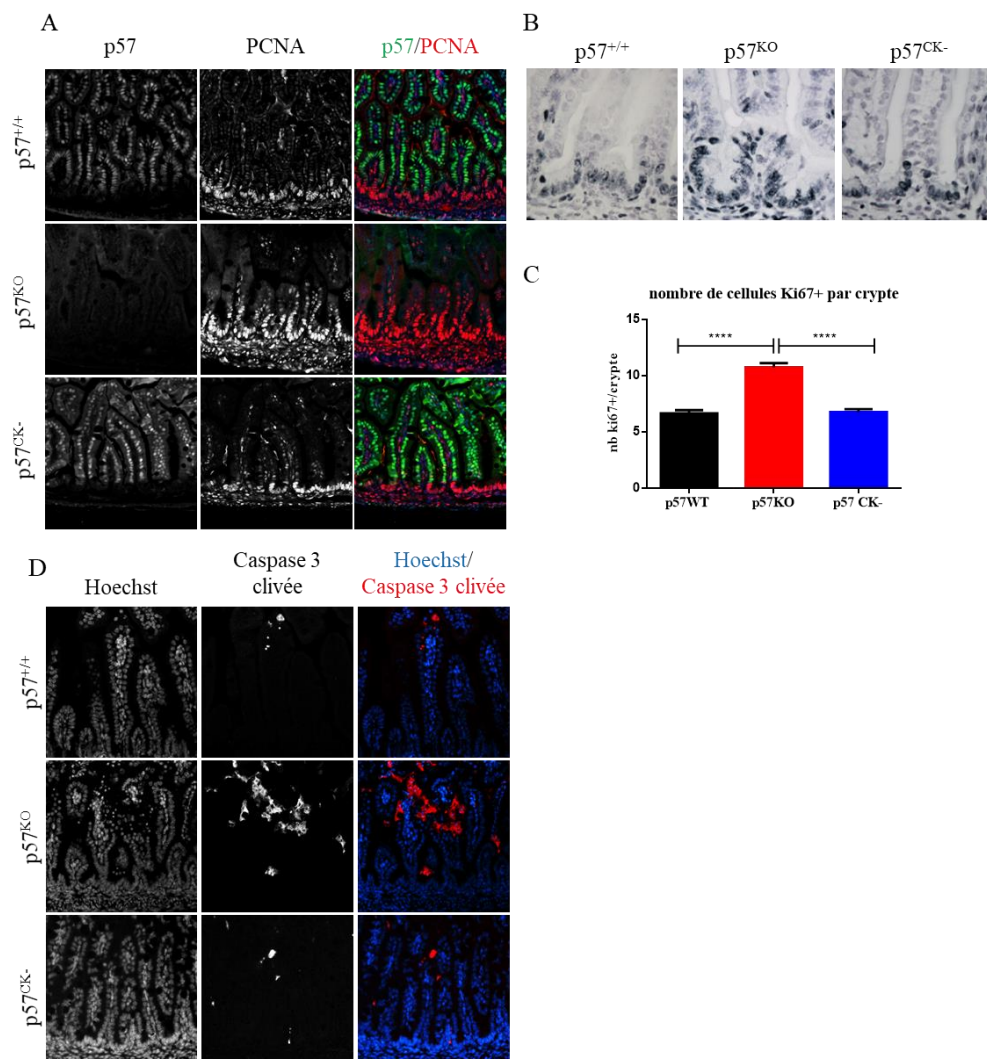 A
p57
PCNA
p57/PCNA
p57+/+
p57KO
p57CK-
B
p57+/+
p57KO
p57CK-
C
nombre de cellules Ki67+ par crypte
nb ki67+/crypte
15
10
5
0
****
****
p57WT
p57KO
p57 CK-
D
Hoechst
Caspase 3
clivée
Hoechst/
Caspase 3 clivée
p57+/+
p57KO
p57CK-